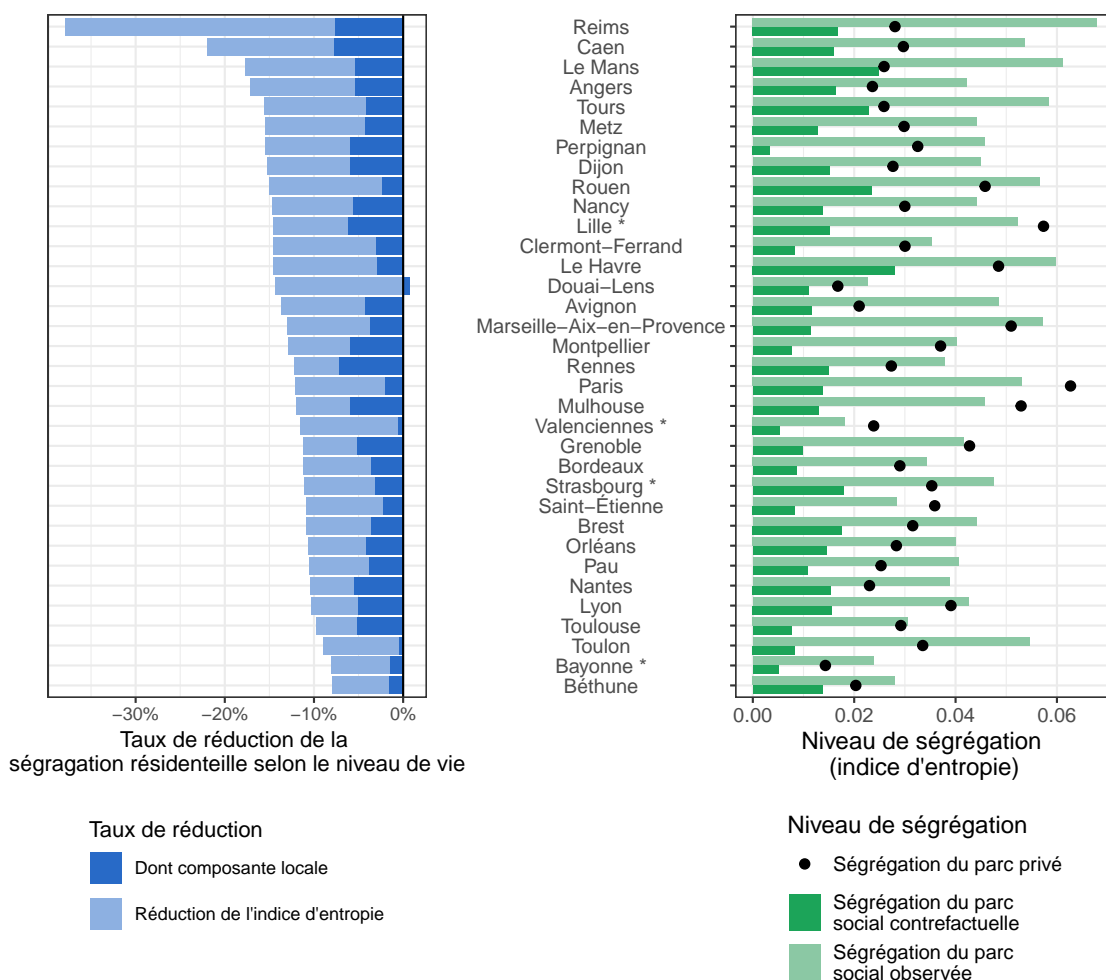 Reims
Caen
Le Mans
Angers
Tours
Metz
Perpignan
Dijon
Rouen
Nancy
Lille *
Clermont−Ferrand
Le Havre
Douai−Lens
Avignon
Marseille−Aix−en−Provence
Montpellier
Rennes
Paris
Mulhouse
Valenciennes *
Grenoble
Bordeaux
Strasbourg *
Saint−Étienne
Brest
Orléans
Pau
Nantes
Lyon
Toulouse
Toulon
Bayonne *
Béthune
−30% −20% −10% 0%
Taux de réduction de la
ségragation résidenteille selon le niveau de vie
0.00 0.02 0.04 0.06
Niveau de ségrégation
(indice d'entropie)
Taux de réduction
Dont composante locale
Réduction de l'indice d'entropie
Niveau de ségrégation
Ségrégation du parc privé
Ségrégation du parc
social contrefactuelle
Ségrégation du parc
social observée